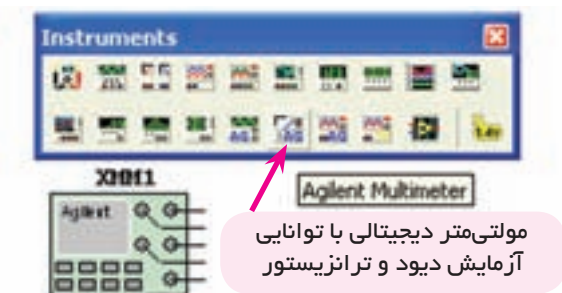 Instruments
XMM1
Agilent
Agilent Multimeter
مولتی‌متر دیجیتالی با توانایی
آزمایش دیود و ترانزیستور